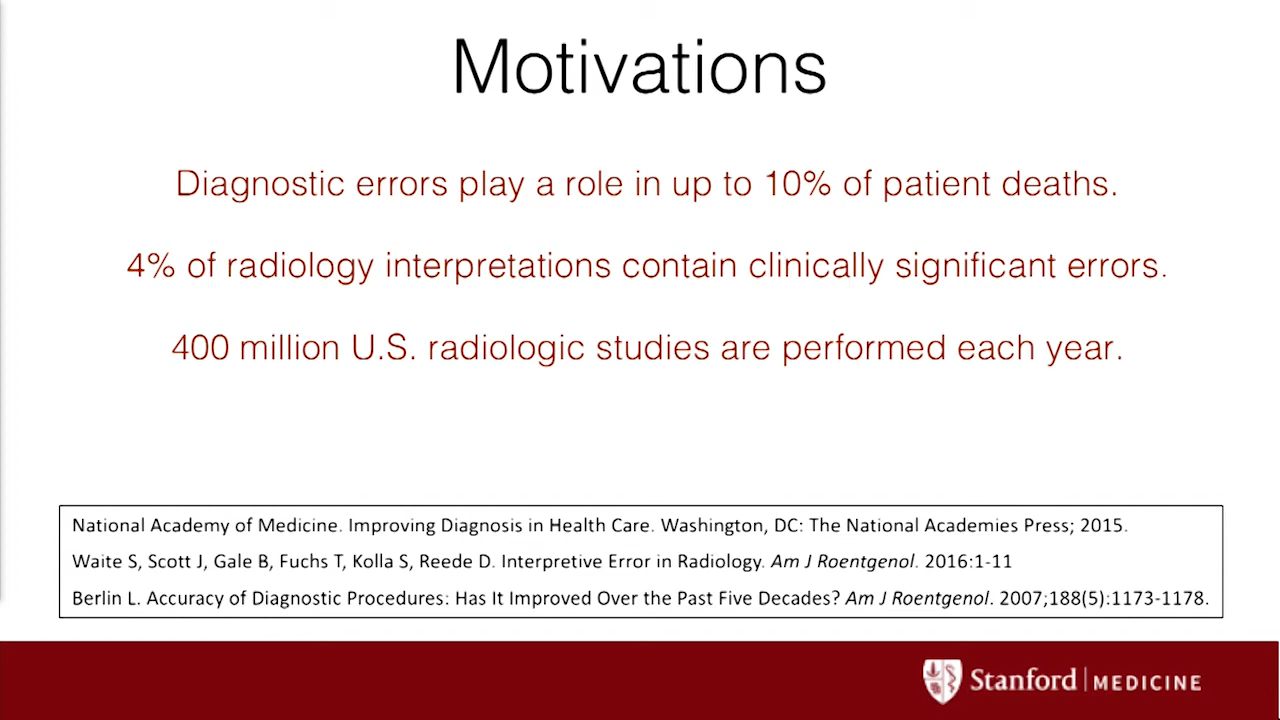 Motivations
Diagnostic errors play a role in up to 10% of patient deaths.
4% of radiology interpretations contain clinically significant errors.
400 million U.S. radiologic studies are performed each year.
National Academy of Medicine. Improving Diagnosis in Health Care. Washington, DC: The National Academies Press; 2015.
Waite S, Scott J, Gale B, Fuchs T, Kolla S, Reede D. Interpretive Error in Radiology. Am J Roentgenol. 2016:1-11
Berlin L. Accuracy of Diagnostic Procedures: Has It Improved Over the Past Five Decades? Am J Roentgenol. 2007;188(5):1173-1178.
Stanford MEDICINE